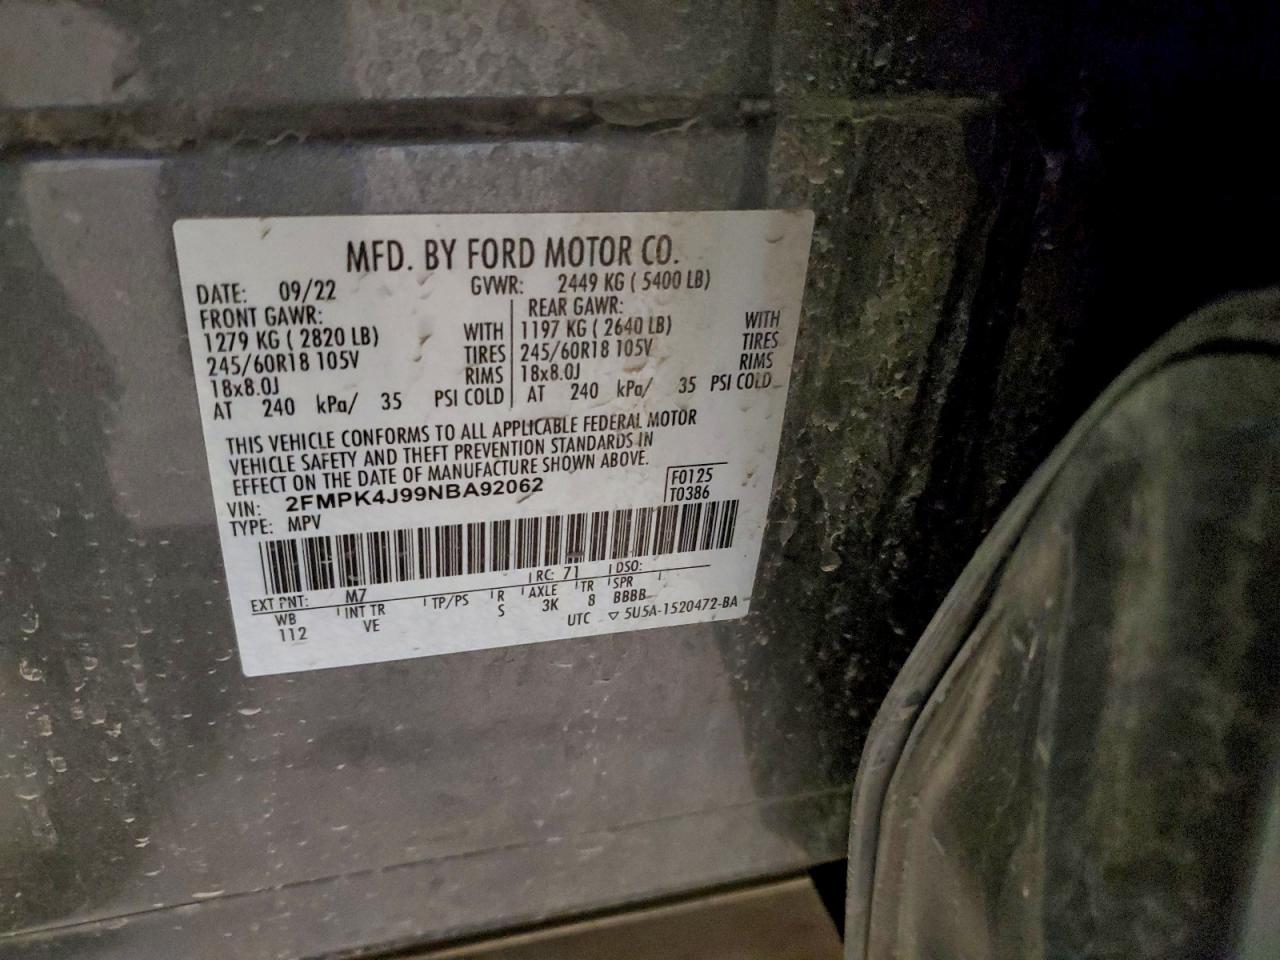 MFD. BY FORD MOTOR CO.
DATE: 09/22 GVWR: 2449 KG ( 5400 LB)
FRONT GAWR: REAR GAWR:
1279 KG ( 2820 LB) WITH 1197 KG ( 2640 LB) WITH
245/60R18 105V TIRES 245/60R18 105V TIRES
18x8.0J RIMS 18x8.0J RIMS
AT 240 kPa/ 35 PSI COLD AT 240 kPa/ 35 PSI COLD
THIS VEHICLE CONFORMS TO ALL APPLICABLE FEDERAL MOTOR
VEHICLE SAFETY AND THEFT PREVENTION STANDARDS IN
EFFECT ON THE DATE OF MANUFACTURE SHOWN ABOVE.
VIN: 2FMPK4J99NBA92062 F0125
TYPE: MPV T0386
EXT PNT: M7 RC: 71 DSO:
WB INT TR TP/PS R AXLE TR SPR
112 VE S 3K 8 BBBB
UTC ▽ 5U5A-1520472-BA